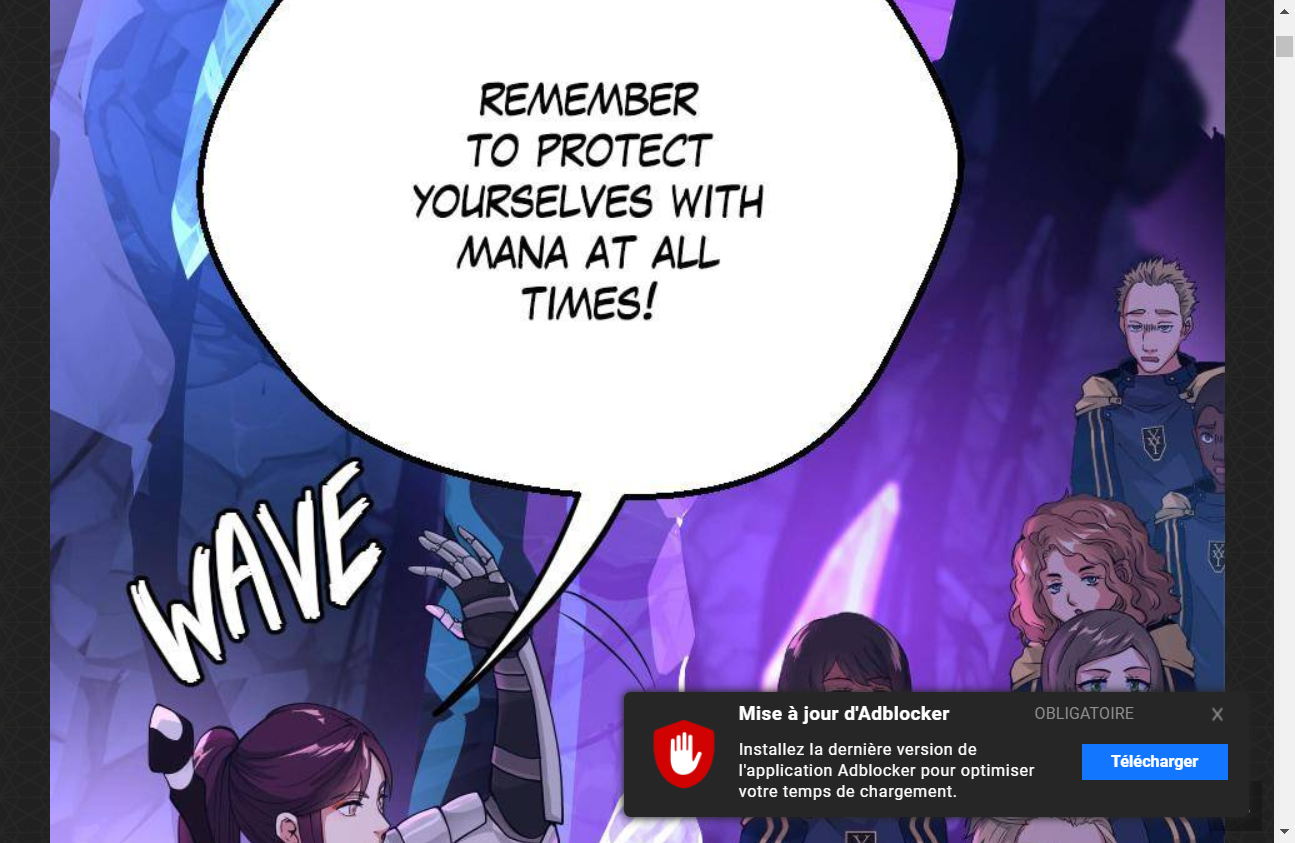 REMEMBER
TO PROTECT
YOURSELVES WITH
MANA AT ALL
TIMES!
WAVE
Mise à jour d'Adblocker
OBLIGATOIRE
X
Installez la dernière version de
l'application Adblocker pour optimiser
votre temps de chargement.
Télécharger